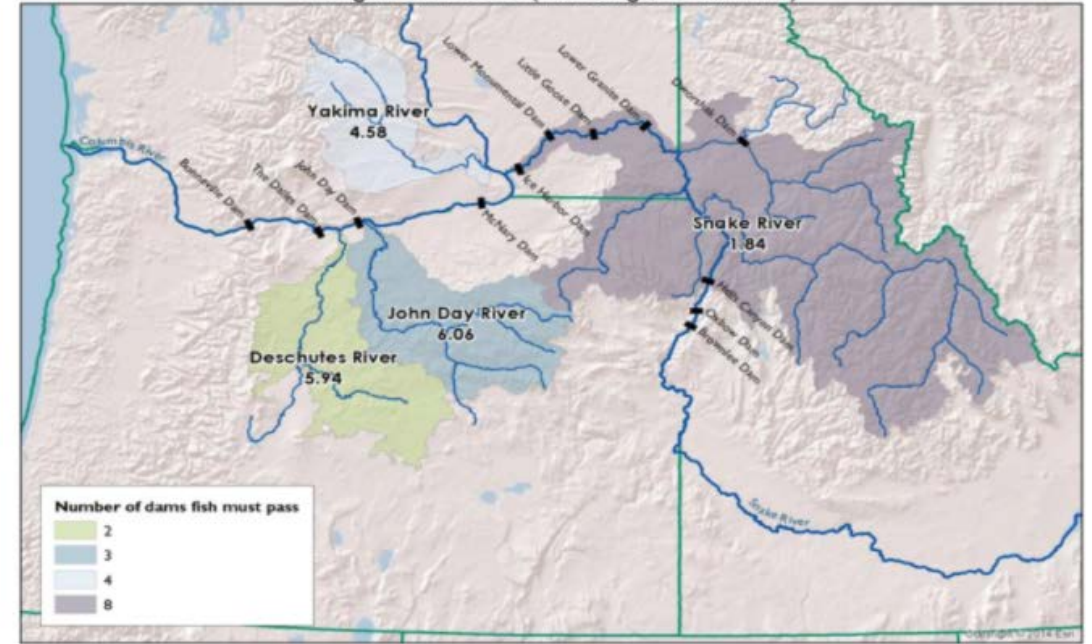 Yakima River
4.58
Lower Monumental Dam
Little Goose Dam
Lower Granite Dam
Dworshak Dam
Columbia River
Bonneville Dam
The Dalles Dam
John Day Dam
Ice Harbor Dam
McNary Dam
Snake River
1.84
Hells Canyon Dam
Oxbow Dam
Brownlee Dam
John Day River
6.06
Deschutes River
5.94
Snake River
Number of dams fish must pass
2
3
4
8
2014 Esri